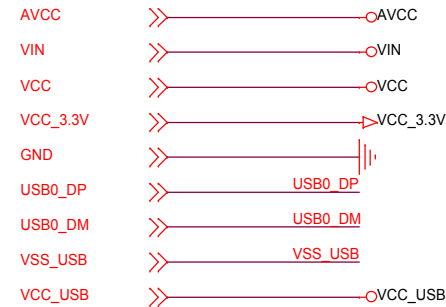 AVCC AVCC
VIN VIN
VCC VCC
VCC_3.3V VCC_3.3V
GND
USB0_DP USB0_DP
USB0_DM USB0_DM
VSS_USB VSS_USB
VCC_USB VCC_USB